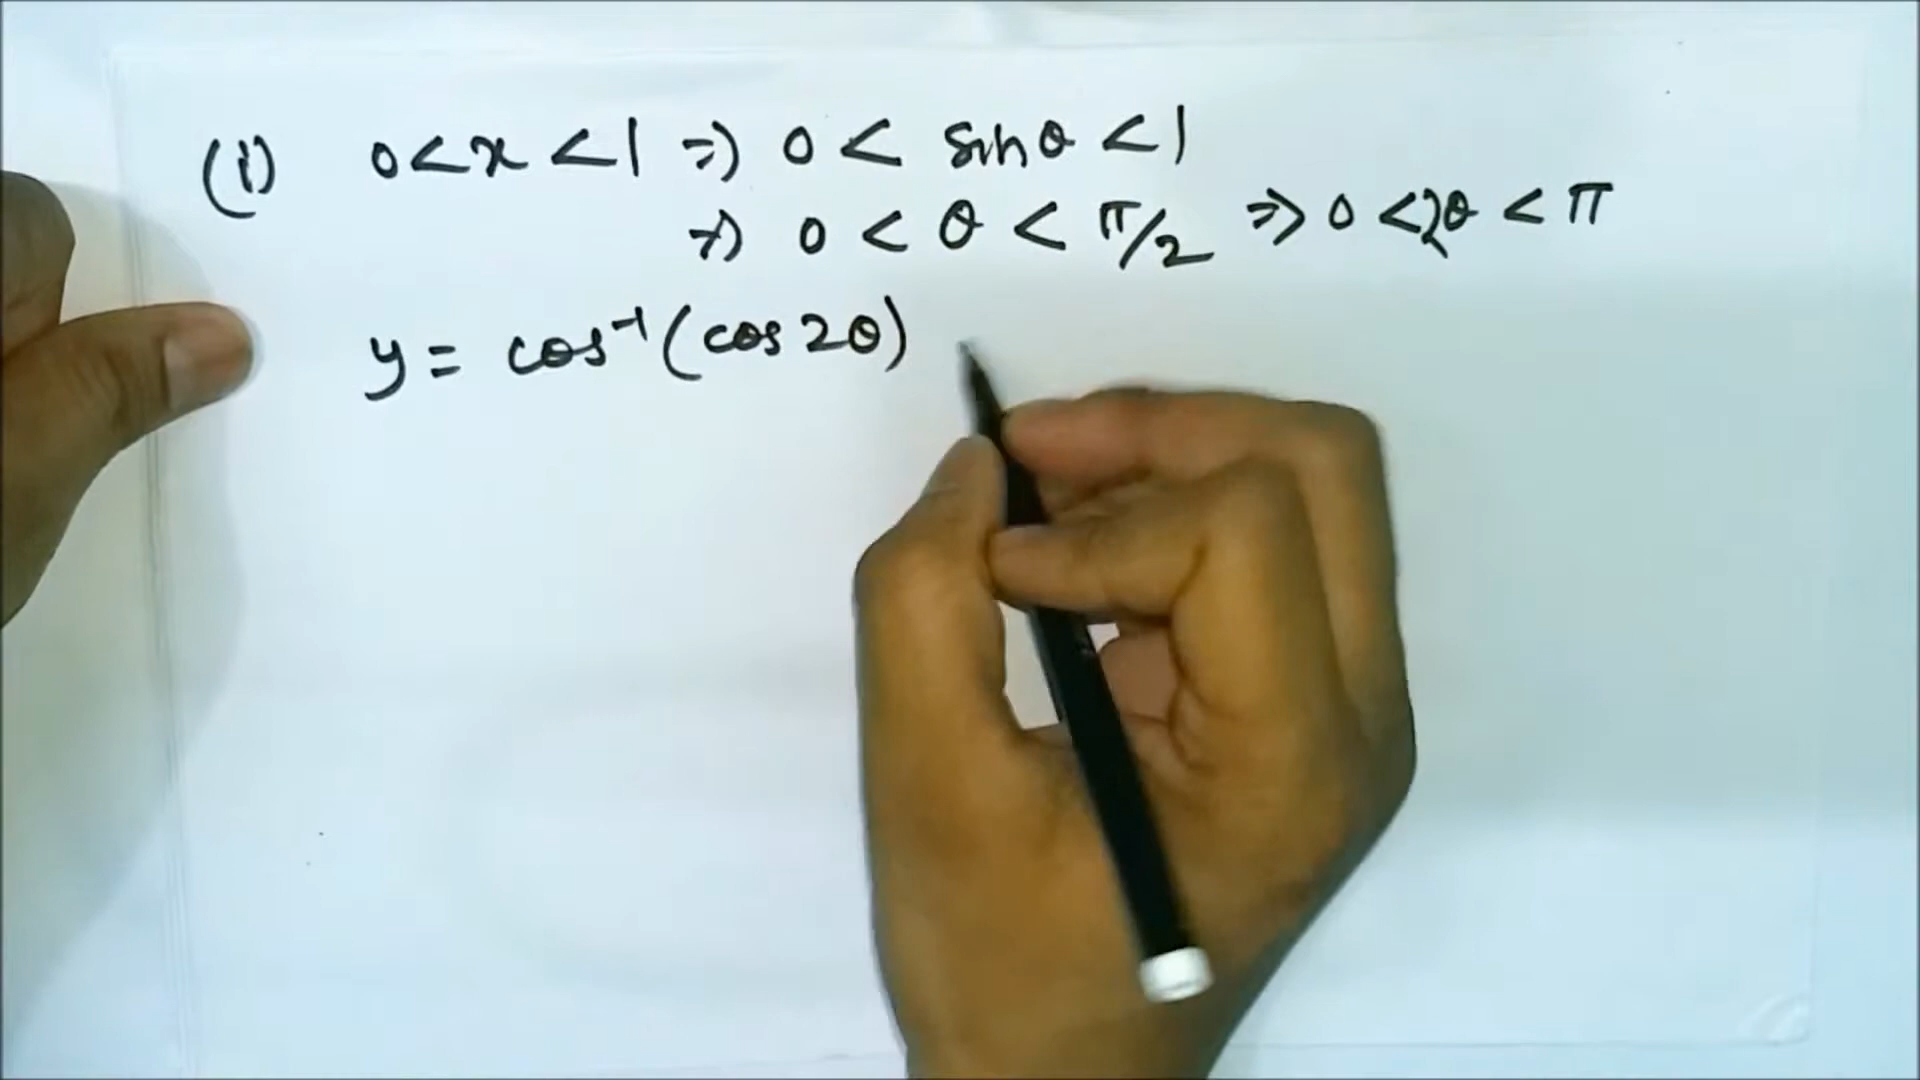 (i) 0 < x < 1 ⇒ 0 < sinθ < 1
⇒ 0 < θ < π/2 ⇒ 0 < 2θ < π
y = cos⁻¹(cos 2θ)